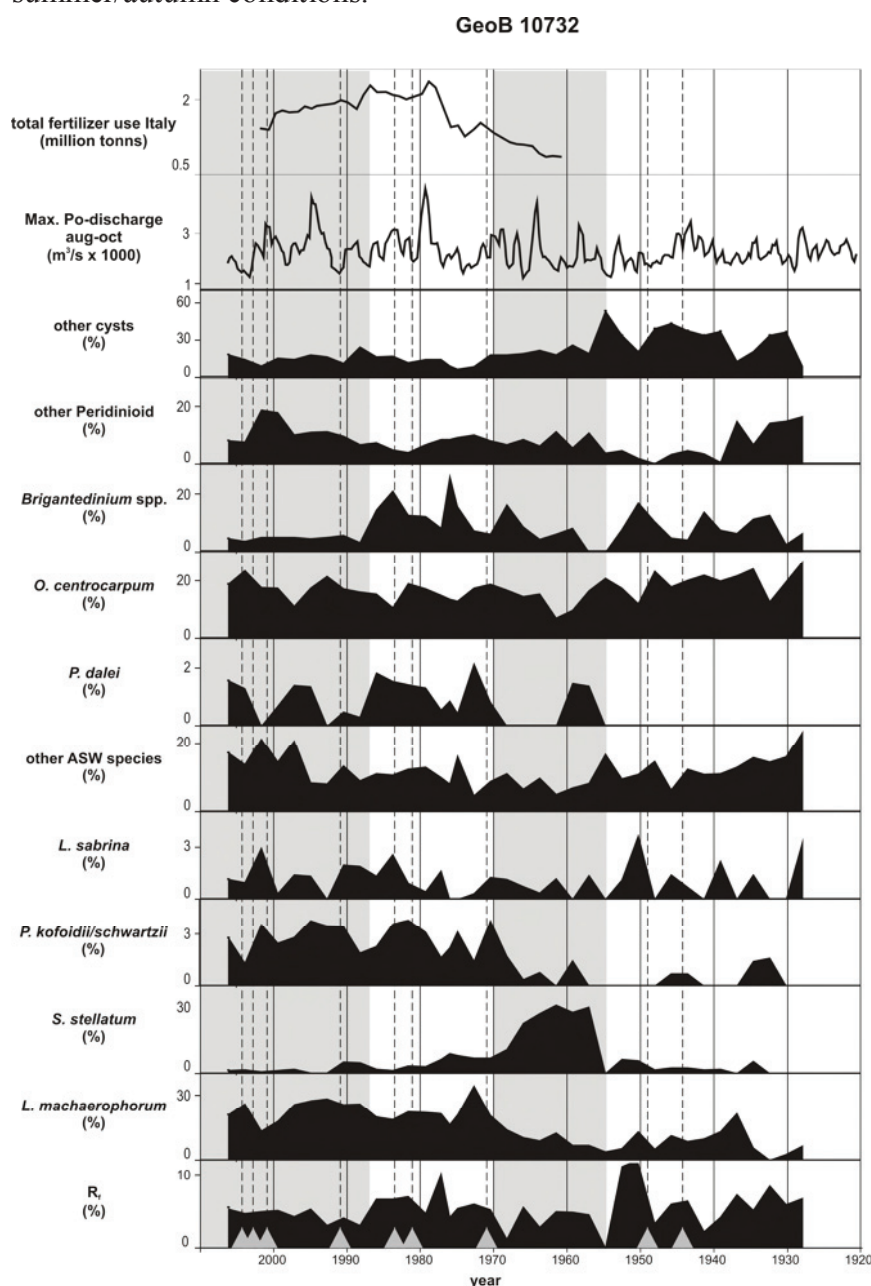 summer/autumn conditions.
GeoB 10732
total fertilizer use Italy
(million tonns)
2
0.5
Max. Po-discharge
aug-oct
(m³/s x 1000)
3
1
other cysts
(%)
60
30
0
other Peridinioid
(%)
20
0
Brigantedinium spp.
(%)
20
0
O. centrocarpum
(%)
20
0
P. dalei
(%)
2
0
other ASW species
(%)
20
0
L. sabrina
(%)
3
0
P. kofoidii/schwartzii
(%)
3
0
S. stellatum
(%)
30
0
L. machaerophorum
(%)
30
0
(%)
10
0
2000 1990 1980 1970 1960 1950 1940 1930 1920
year